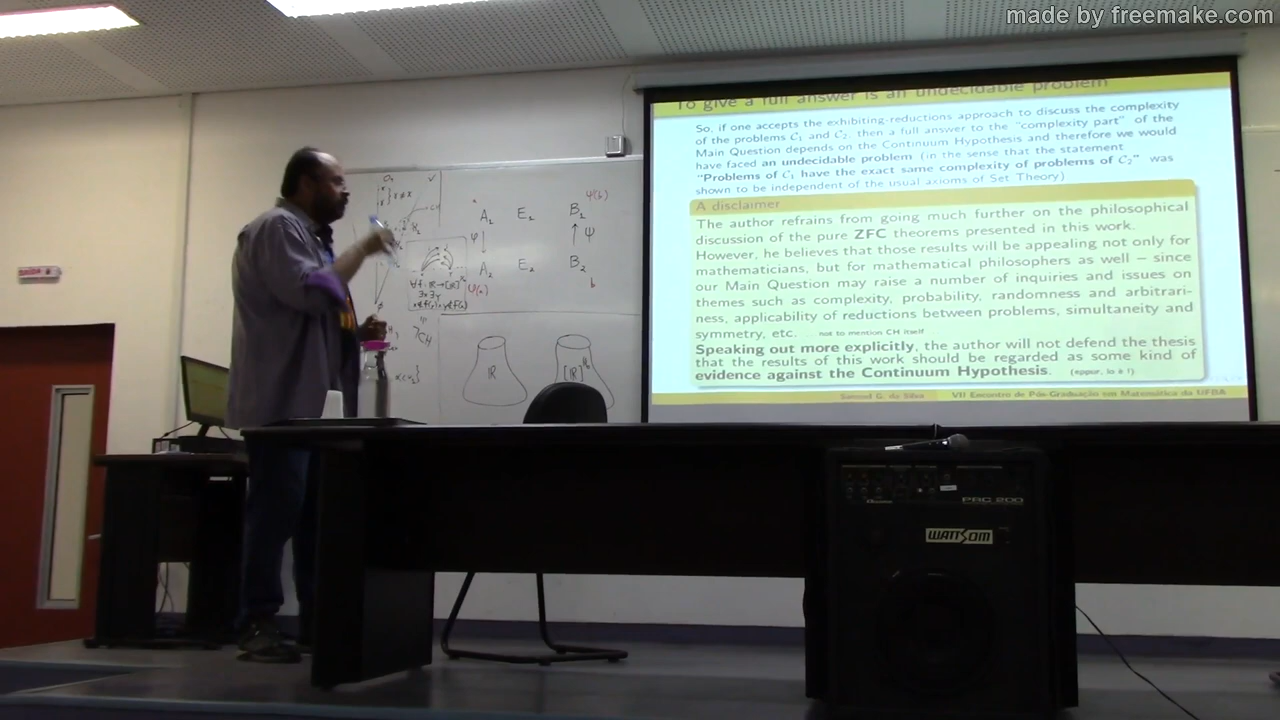 made by freemake.com
To give a full answer is an undecidable problem
So, if one accepts the exhibiting-reductions approach to discuss the complexity
of the problems C1 and C2, then a full answer to the "complexity part" of the
Main Question depends on the Continuum Hypothesis and therefore we would
have faced an undecidable problem (in the sense that the statement
"Problems of C1 have the exact same complexity of problems of C2" was
shown to be independent of the usual axioms of Set Theory)
A disclaimer
The author refrains from going much further on the philosophical
discussion of the pure ZFC theorems presented in this work.
However, he believes that those results will be appealing not only for
mathematicians, but for mathematical philosophers as well – since
our Main Question may raise a number of inquiries and issues on
themes such as complexity, probability, randomness and arbitrari-
ness, applicability of reductions between problems, simultaneity and
symmetry, etc. ... not to mention CH itself
Speaking out more explicitly, the author will not defend the thesis
that the results of this work should be regarded as some kind of
evidence against the Continuum Hypothesis. (eppur, lo è !)
Samuel G. da Silva VII Encontro de Pós-Graduação em Matemática da UFBA
ψ(b)
A2 E2 B2
ψ
A2 E2 B2
b
¬CH
ℝ
[ℝ]
SAÍDA
PRC 200
WATTSOM